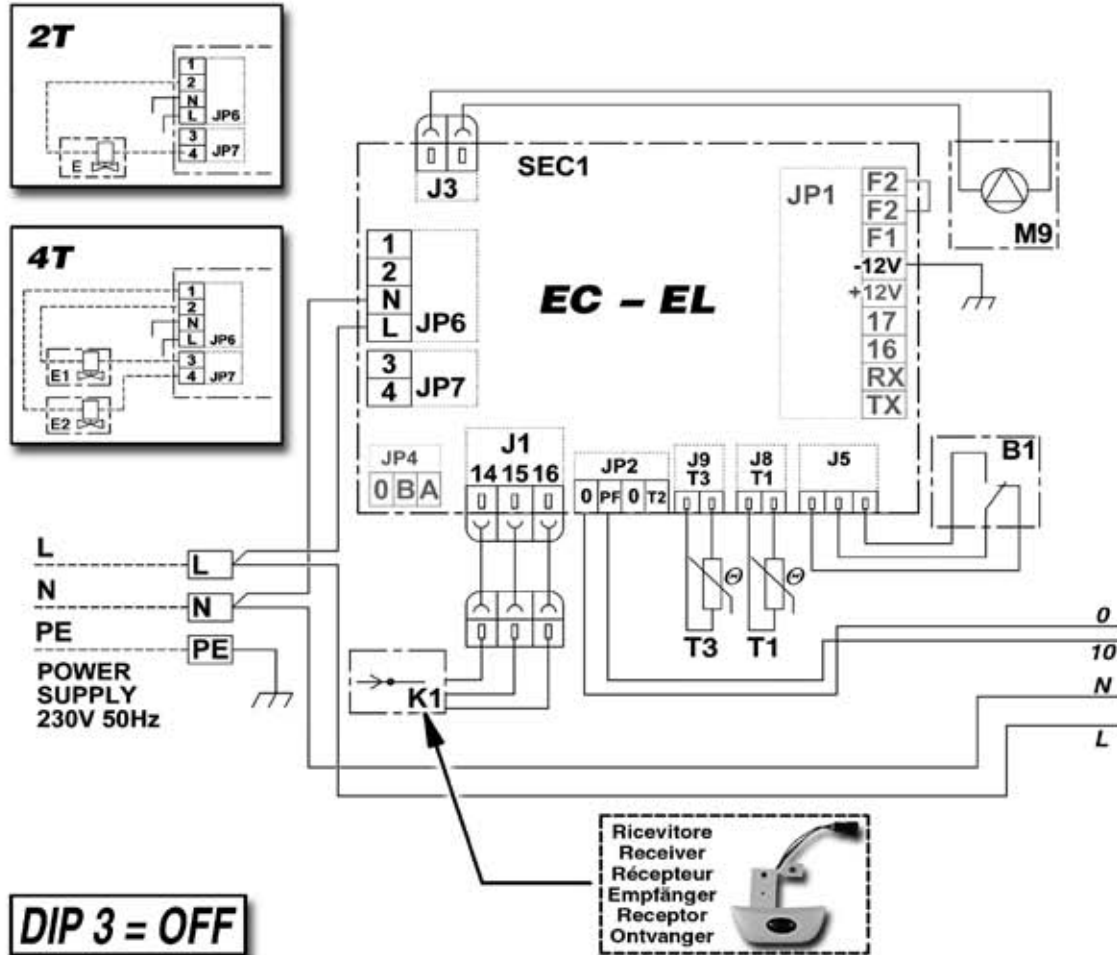 2T
1
2
N
L JP6
3
4 JP7
E
4T
1
2
N
L JP6
3
4 JP7
E1
E2
J3
SEC1
EC - EL
1
2
N
L JP6
3
4 JP7
JP1
F2
F2
F1
-12V
+12V
17
16
RX
TX
M9
JP4
0 B A
J1
14 15 16
JP2
0 PF 0 T2
J9
T3
J8
T1
J5
B1
L L
N N
PE PE
POWER
SUPPLY
230V 50Hz
Θ Θ
T3 T1
K1
0
10
N
L
Ricevitore
Receiver
Récepteur
Empfänger
Receptor
Ontvanger
DIP 3 = OFF